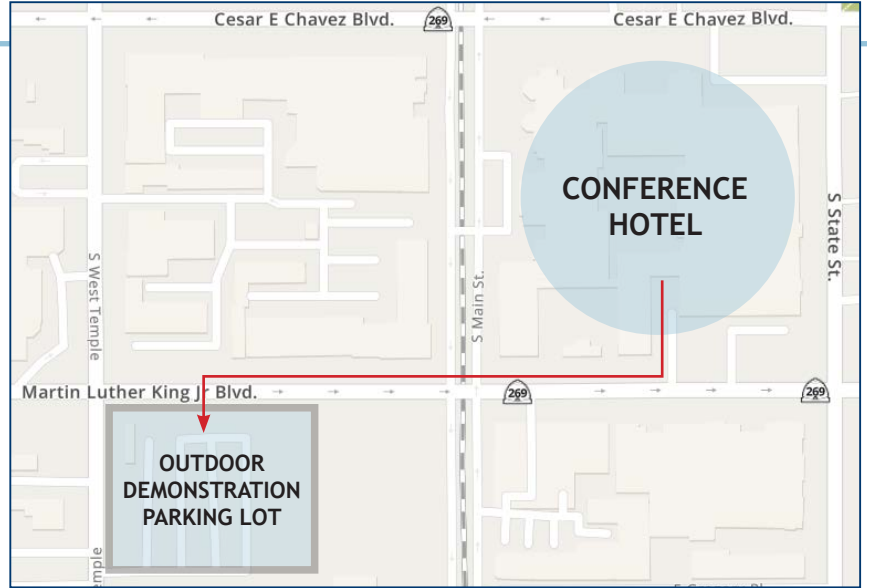 Cesar E Chavez Blvd.
269
Cesar E Chavez Blvd.
CONFERENCE
HOTEL
S State St.
S West Temple
S Main St.
Martin Luther King Jr Blvd.
269
269
OUTDOOR
DEMONSTRATION
PARKING LOT
emple